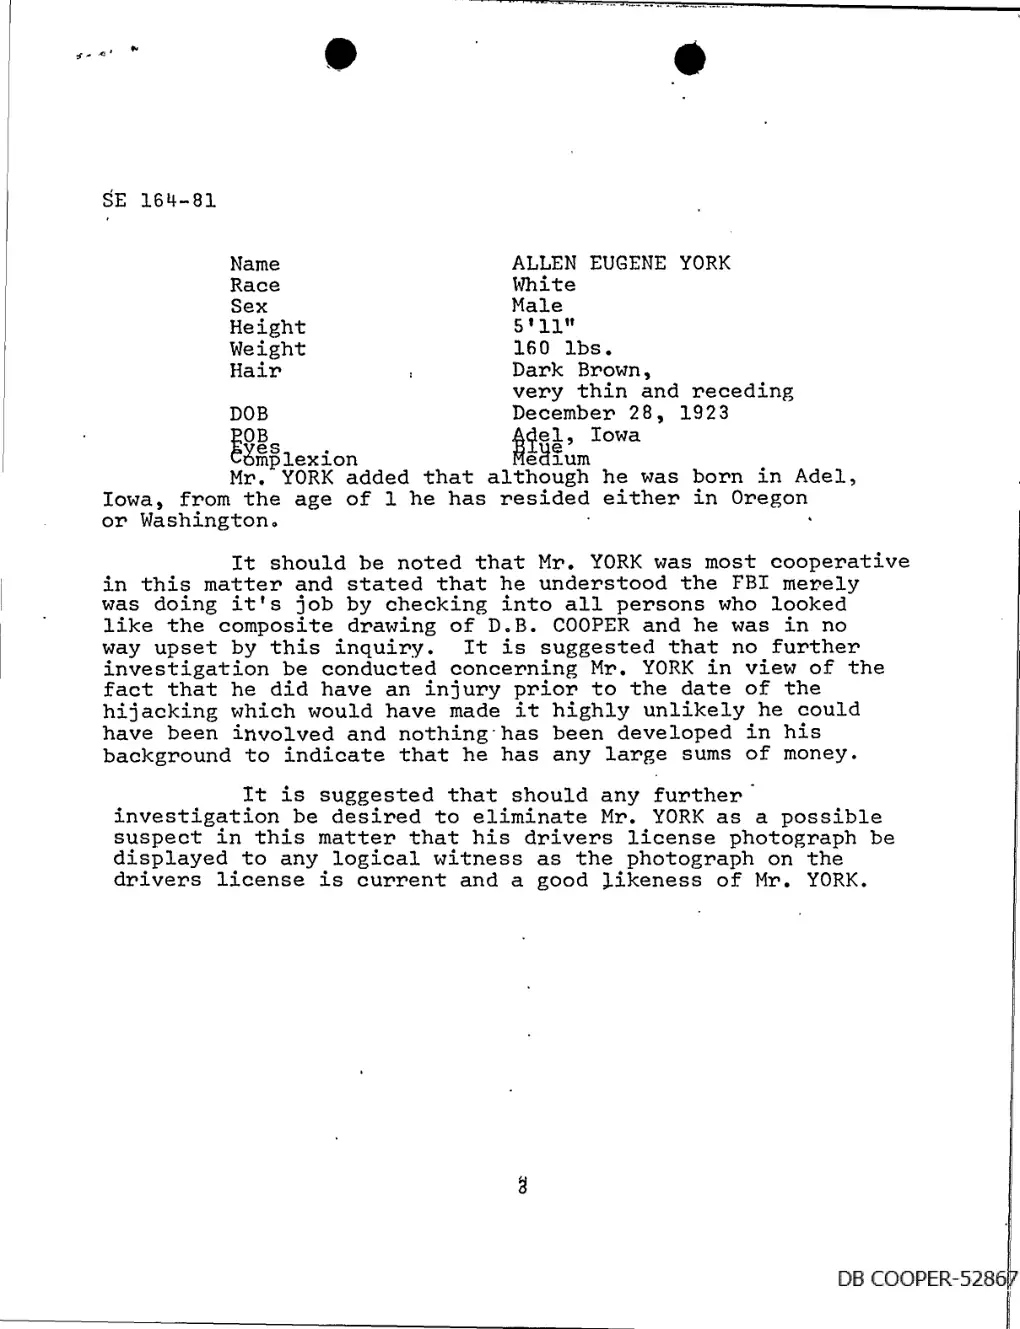 SE 164-81
Name ALLEN EUGENE YORK
Race White
Sex Male
Height 5'11"
Weight 160 lbs.
Hair Dark Brown,
very thin and receding
DOB December 28, 1923
POB Adel, Iowa
Eyes Blue
Complexion Medium
Mr. YORK added that although he was born in Adel,
Iowa, from the age of 1 he has resided either in Oregon
or Washington.
It should be noted that Mr. YORK was most cooperative
in this matter and stated that he understood the FBI merely
was doing it's job by checking into all persons who looked
like the composite drawing of D.B. COOPER and he was in no
way upset by this inquiry. It is suggested that no further
investigation be conducted concerning Mr. YORK in view of the
fact that he did have an injury prior to the date of the
hijacking which would have made it highly unlikely he could
have been involved and nothing has been developed in his
background to indicate that he has any large sums of money.
It is suggested that should any further
investigation be desired to eliminate Mr. YORK as a possible
suspect in this matter that his drivers license photograph be
displayed to any logical witness as the photograph on the
drivers license is current and a good likeness of Mr. YORK.
DB COOPER-52867